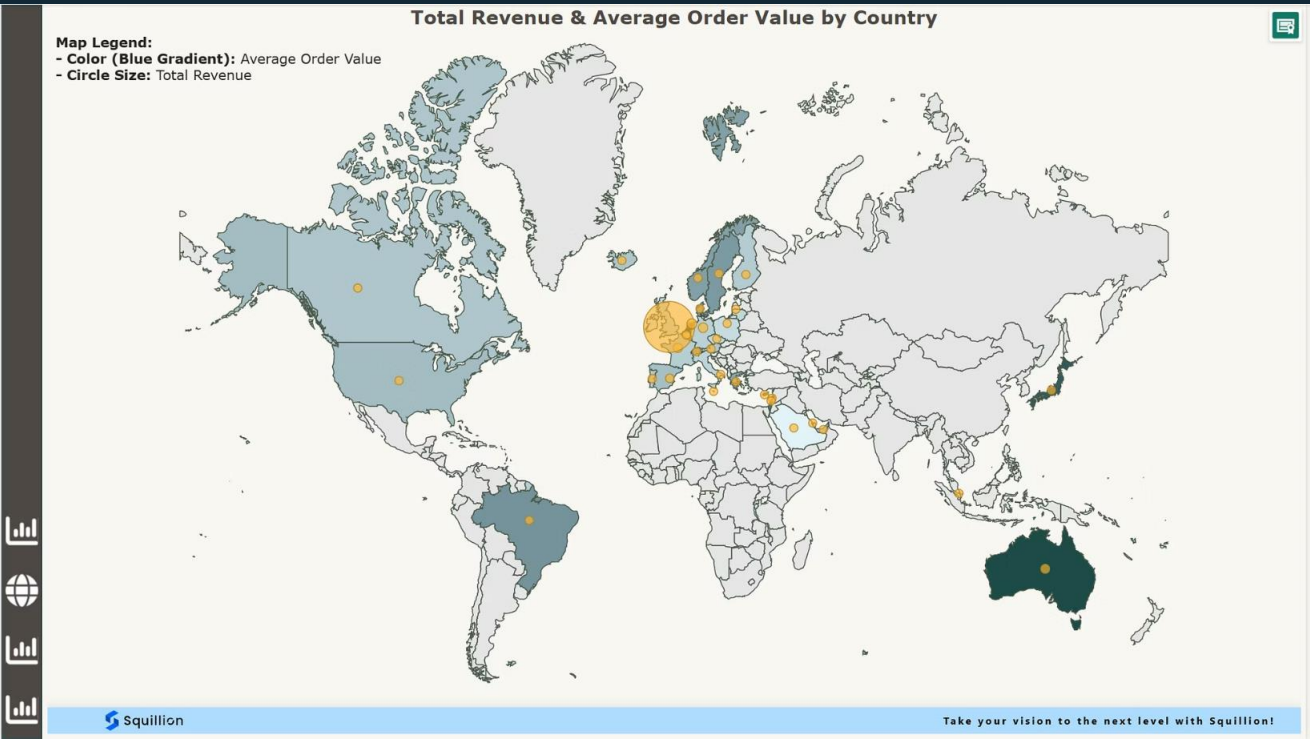 Total Revenue & Average Order Value by Country
Map Legend:
- Color (Blue Gradient): Average Order Value
- Circle Size: Total Revenue
Squillion
Take your vision to the next level with Squillion!